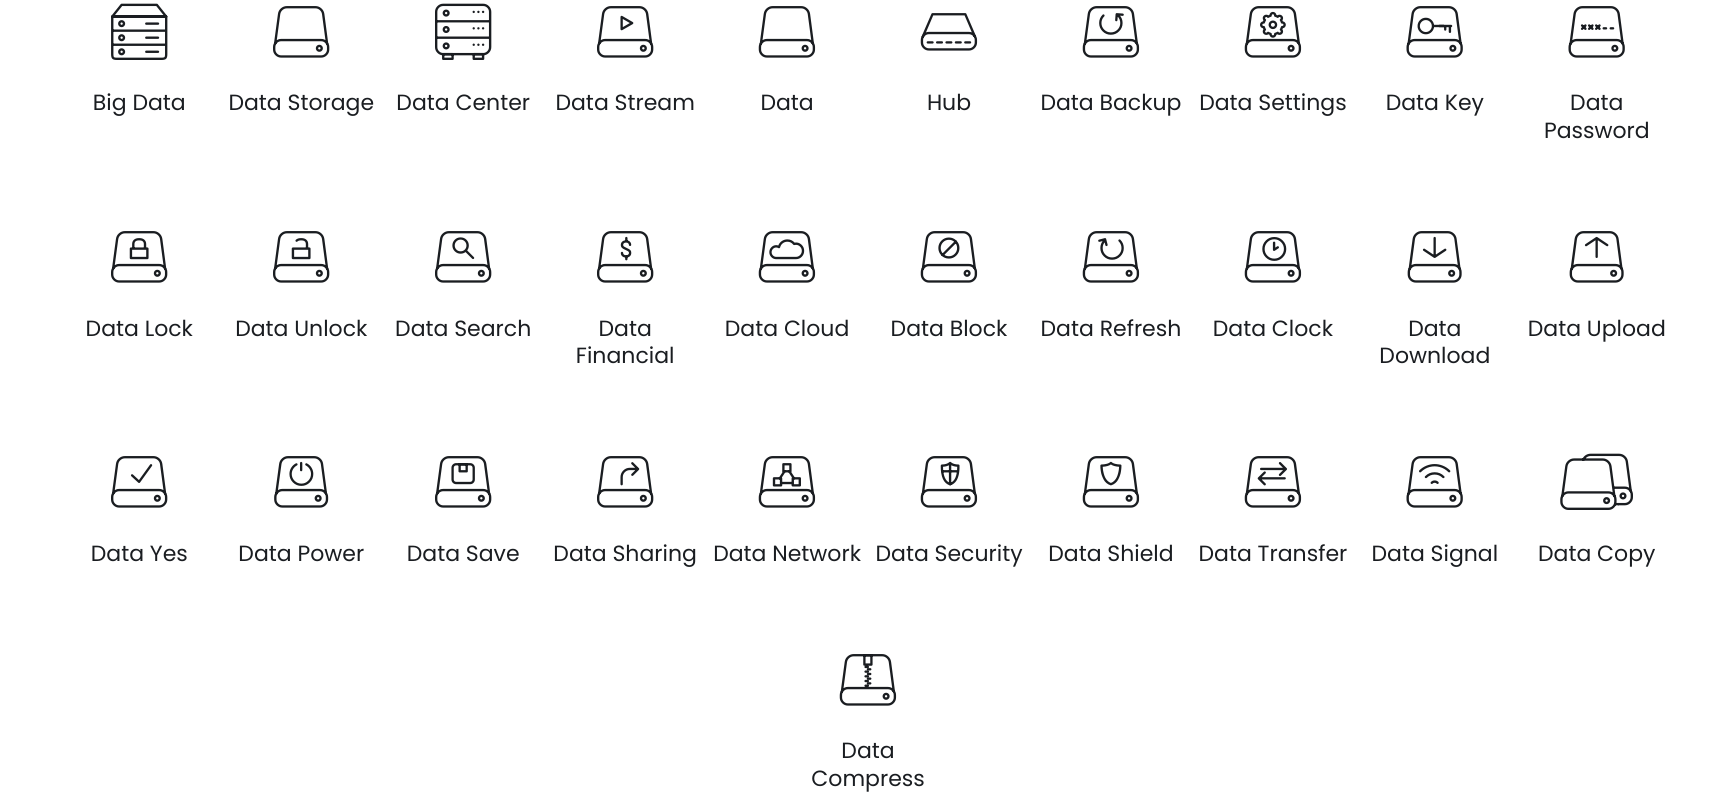 Big Data
Data Storage
Data Center
Data Stream
Data
Hub
Data Backup
Data Settings
Data Key
Data
Password
Data Lock
Data Unlock
Data Search
Data
Financial
Data Cloud
Data Block
Data Refresh
Data Clock
Data
Download
Data Upload
Data Yes
Data Power
Data Save
Data Sharing
Data Network
Data Security
Data Shield
Data Transfer
Data Signal
Data Copy
Data
Compress